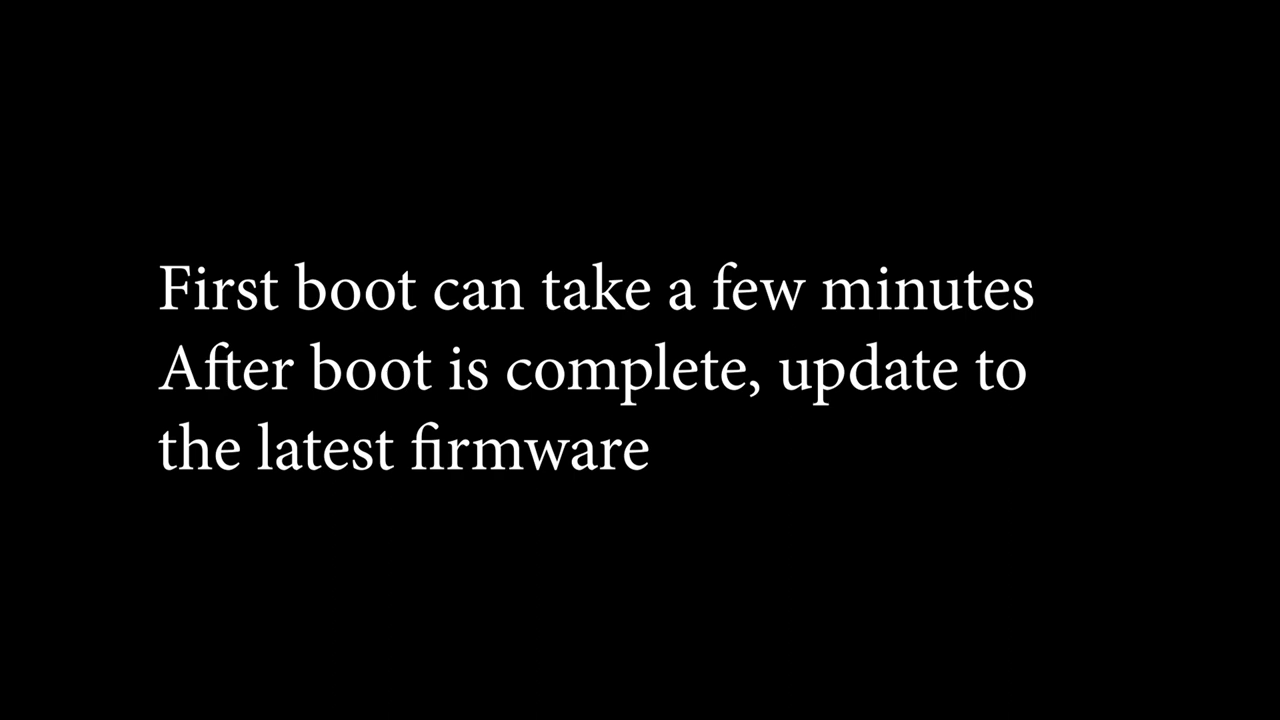 First boot can take a few minutes
After boot is complete, update to
the latest firmware